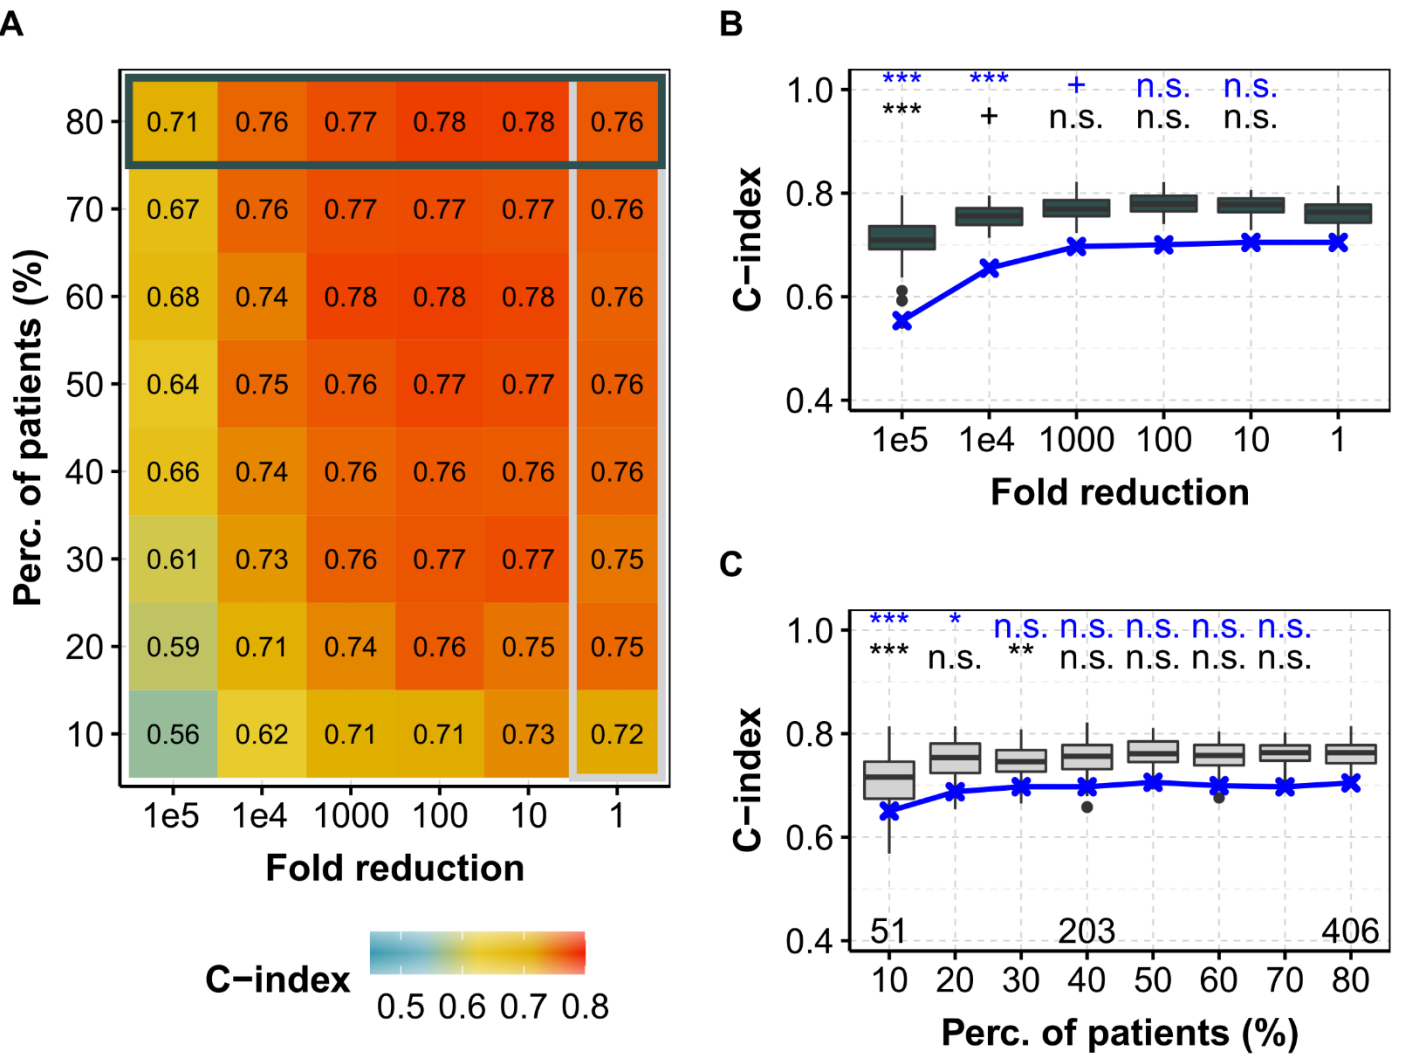 A
80 0.71 0.76 0.77 0.78 0.78 0.76
70 0.67 0.76 0.77 0.77 0.77 0.76
60 0.68 0.74 0.78 0.78 0.78 0.76
50 0.64 0.75 0.76 0.77 0.77 0.76
40 0.66 0.74 0.76 0.76 0.76 0.76
30 0.61 0.73 0.76 0.77 0.77 0.75
20 0.59 0.71 0.74 0.76 0.75 0.75
10 0.56 0.62 0.71 0.71 0.73 0.72
Perc. of patients (%)
1e5 1e4 1000 100 10 1
Fold reduction
C−index
0.5 0.6 0.7 0.8
B
*** *** + n.s. n.s.
*** + n.s. n.s. n.s.
1.0
0.8
0.6
0.4
C−index
1e5 1e4 1000 100 10 1
Fold reduction
C
*** * n.s. n.s. n.s. n.s. n.s.
*** n.s. ** n.s. n.s. n.s. n.s.
1.0
0.8
0.6
0.4
C−index
51 203 406
10 20 30 40 50 60 70 80
Perc. of patients (%)